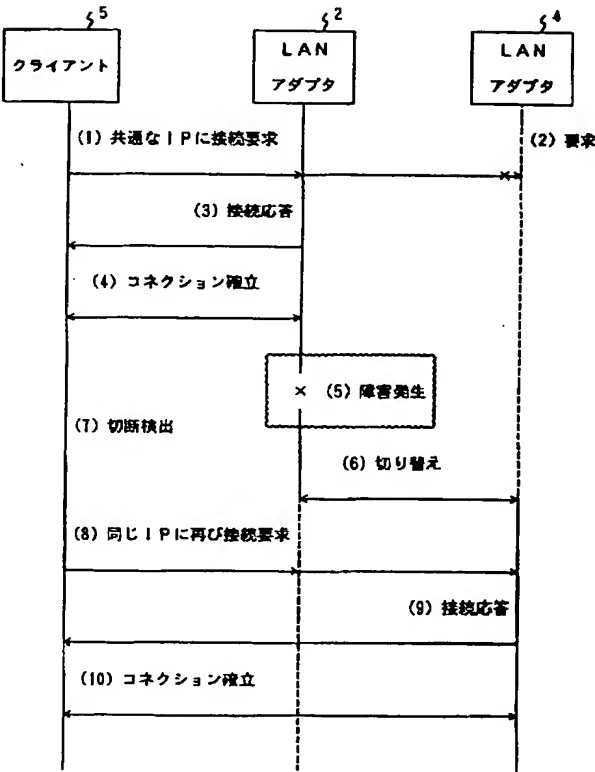 5
2
4
クライアント
LAN
アダプタ
LAN
アダプタ
(1) 共通なIPに接続要求
(2) 要求
(3) 接続応答
(4) コネクション確立
× (5) 障害発生
(7) 切断検出
(6) 切り替え
(8) 同じIPに再び接続要求
(9) 接続応答
(10) コネクション確立